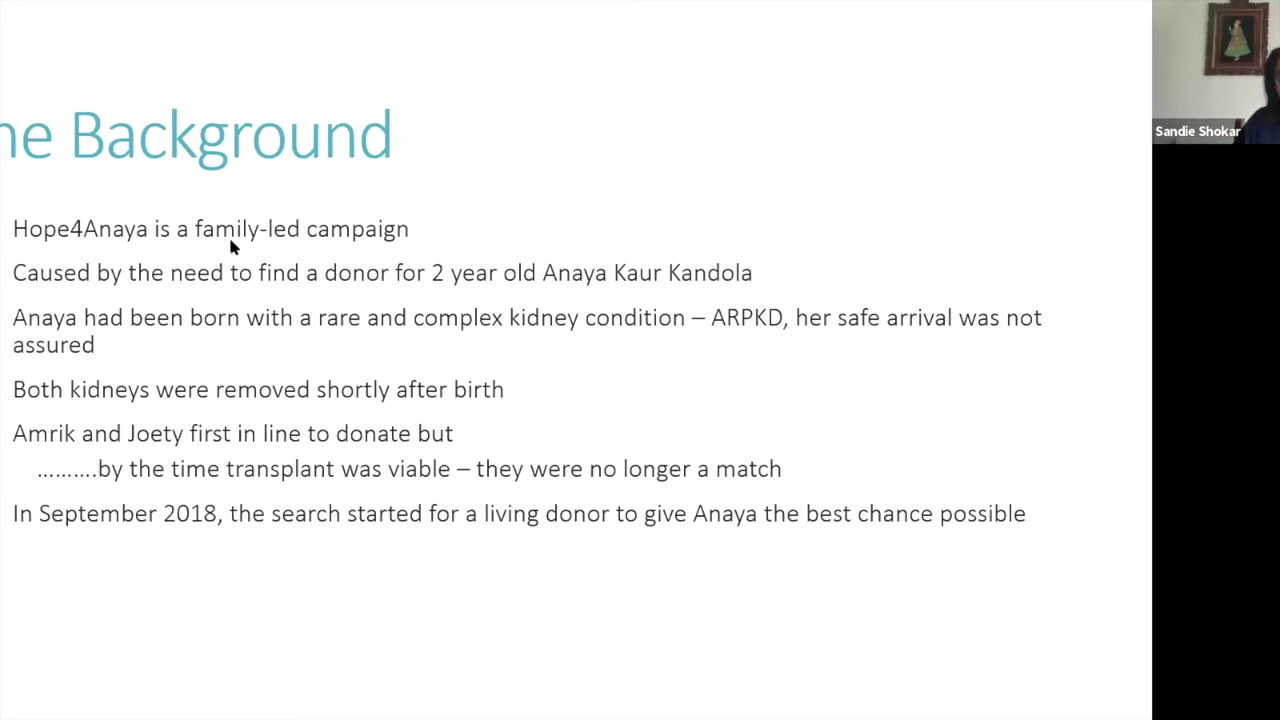 ne Background
Hope4Anaya is a family-led campaign
Caused by the need to find a donor for 2 year old Anaya Kaur Kandola
Anaya had been born with a rare and complex kidney condition – ARPKD, her safe arrival was not
assured
Both kidneys were removed shortly after birth
Amrik and Joety first in line to donate but
……….by the time transplant was viable – they were no longer a match
In September 2018, the search started for a living donor to give Anaya the best chance possible
Sandie Shokar